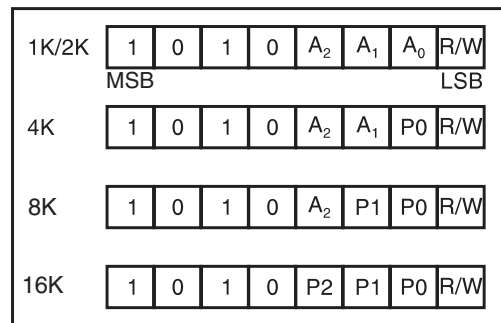 1K/2K 1 0 1 0 A₂ A₁ A₀ R/W
MSB LSB
4K 1 0 1 0 A₂ A₁ P0 R/W
8K 1 0 1 0 A₂ P1 P0 R/W
16K 1 0 1 0 P2 P1 P0 R/W